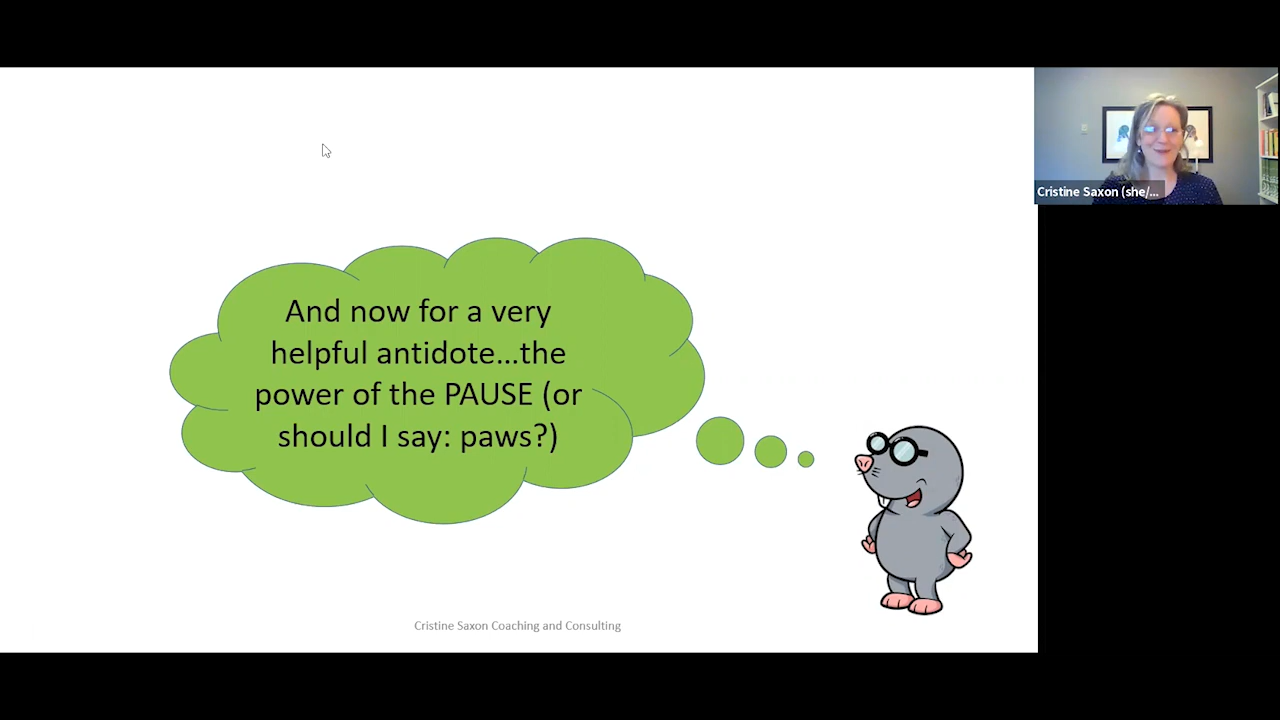 Cristine Saxon (she/...
And now for a very
helpful antidote...the
power of the PAUSE (or
should I say: paws?)
Cristine Saxon Coaching and Consulting